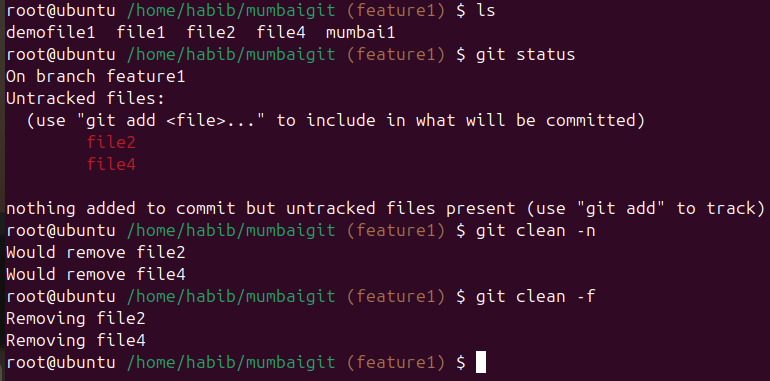 root@ubuntu /home/habib/mumbaigit (feature1) $ ls
demofile1  file1  file2  file4  mumbai1
root@ubuntu /home/habib/mumbaigit (feature1) $ git status
On branch feature1
Untracked files:
  (use "git add <file>..." to include in what will be committed)
        file2
        file4

nothing added to commit but untracked files present (use "git add" to track)
root@ubuntu /home/habib/mumbaigit (feature1) $ git clean -n
Would remove file2
Would remove file4
root@ubuntu /home/habib/mumbaigit (feature1) $ git clean -f
Removing file2
Removing file4
root@ubuntu /home/habib/mumbaigit (feature1) $